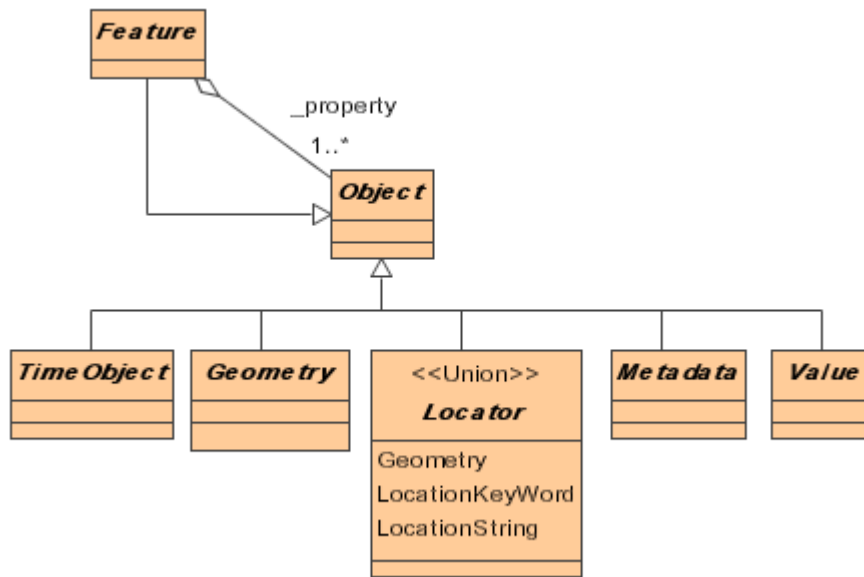 Feature
_property
1..*
Object
TimeObject
Geometry
<<Union>>
Locator
Geometry
LocationKeyWord
LocationString
Metadata
Value